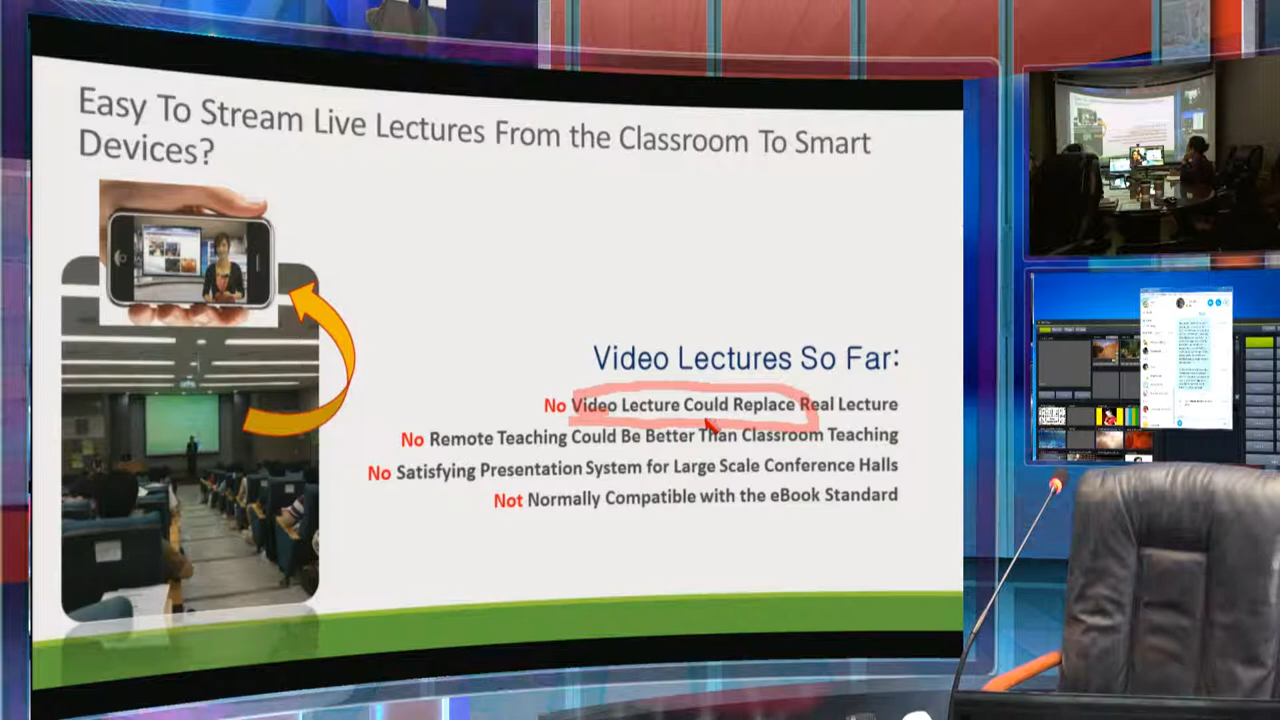 Easy To Stream Live Lectures From the Classroom To Smart
Devices?
Video Lectures So Far:
No Video Lecture Could Replace Real Lecture
No Remote Teaching Could Be Better Than Classroom Teaching
No Satisfying Presentation System for Large Scale Conference Halls
Not Normally Compatible with the eBook Standard